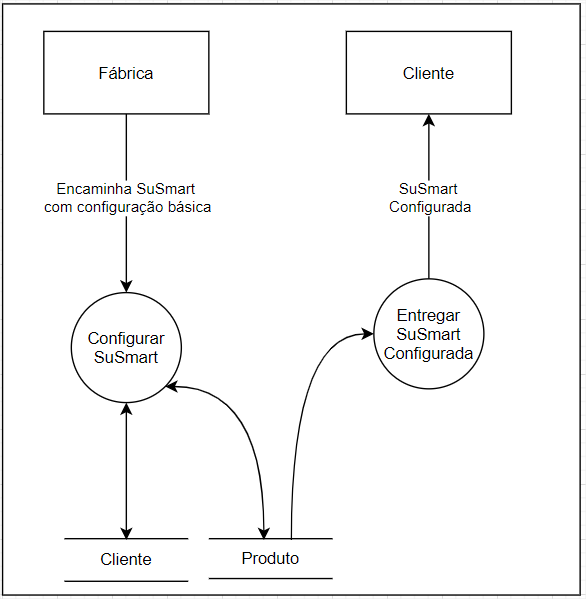 Fábrica
Cliente
Encaminha SuSmart
com configuração básica
SuSmart
Configurada
Configurar
SuSmart
Entregar
SuSmart
Configurada
Cliente
Produto